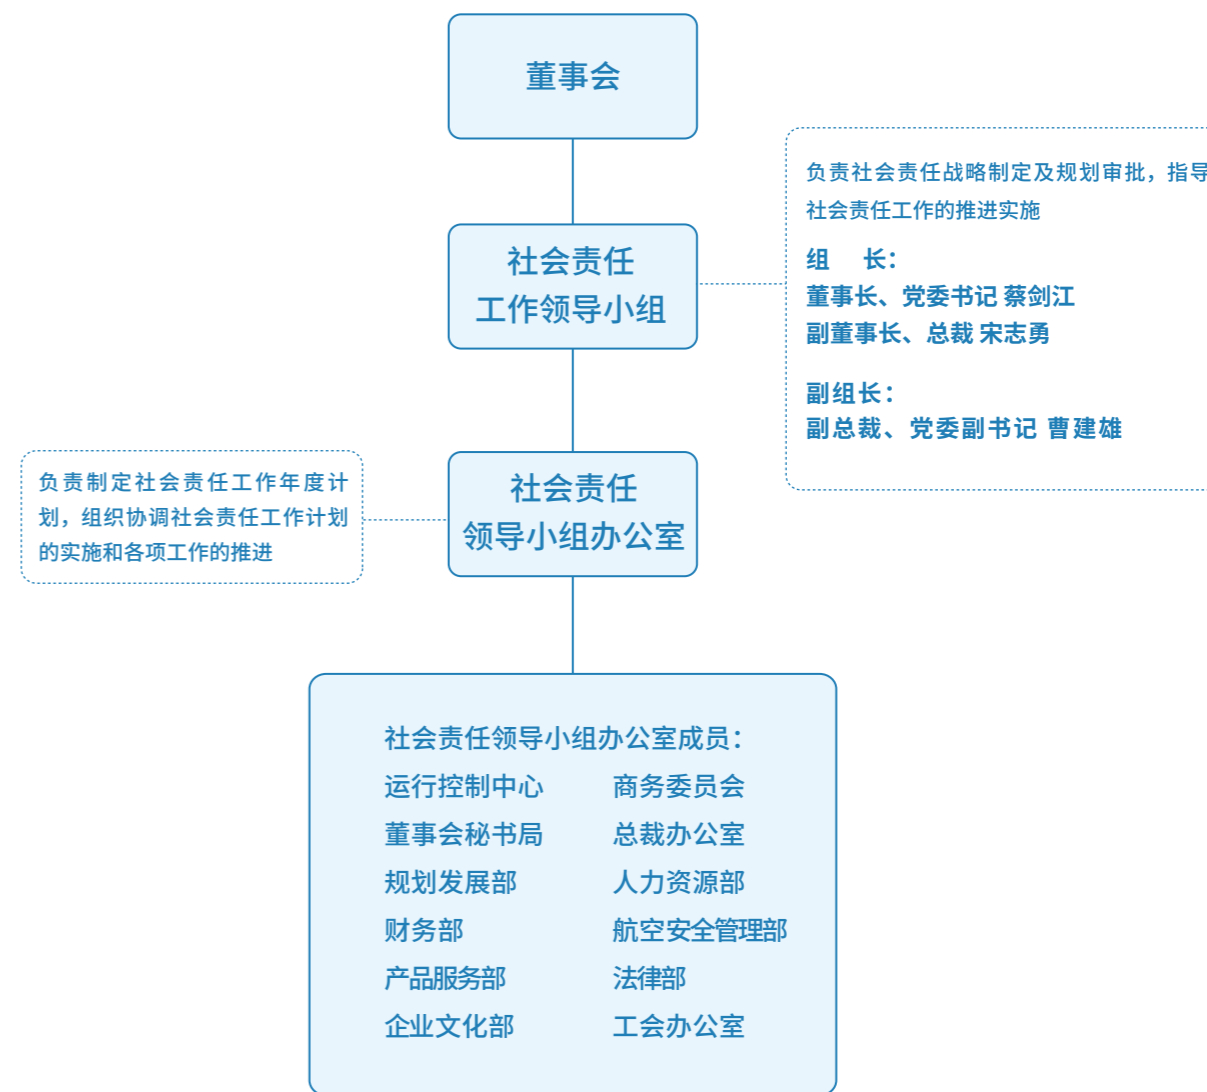 董事会
社会责任
工作领导小组
负责社会责任战略制定及规划审批，指导
社会责任工作的推进实施
组 长：
董事长、党委书记 蔡剑江
副董事长、总裁 宋志勇
副组长：
副总裁、党委副书记 曹建雄
社会责任
领导小组办公室
负责制定社会责任工作年度计
划，组织协调社会责任工作计划
的实施和各项工作的推进
社会责任领导小组办公室成员：
运行控制中心 商务委员会
董事会秘书局 总裁办公室
规划发展部 人力资源部
财务部 航空安全管理部
产品服务部 法律部
企业文化部 工会办公室